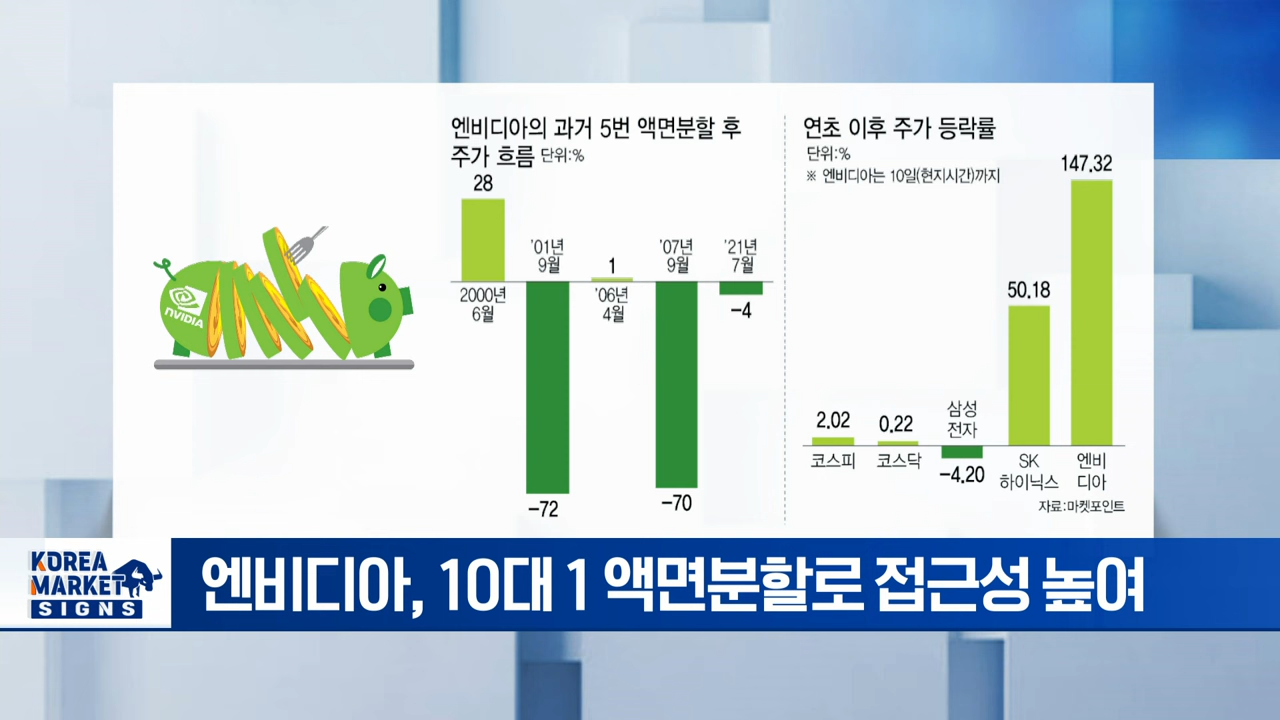 엔비디아의 과거 5번 액면분할 후
주가 흐름 단위:%
28
2000년
6월
'01년
9월
-72
1
'06년
4월
'07년
9월
-70
'21년
7월
-4
연초 이후 주가 등락률
단위:%
※ 엔비디아는 10일(현지시간)까지
2.02
코스피
0.22
코스닥
삼성
전자
-4.20
50.18
SK
하이닉스
147.32
엔비
디아
자료:마켓포인트
NVIDIA
KOREA
MARKET
SIGNS
엔비디아, 10대 1 액면분할로 접근성 높여